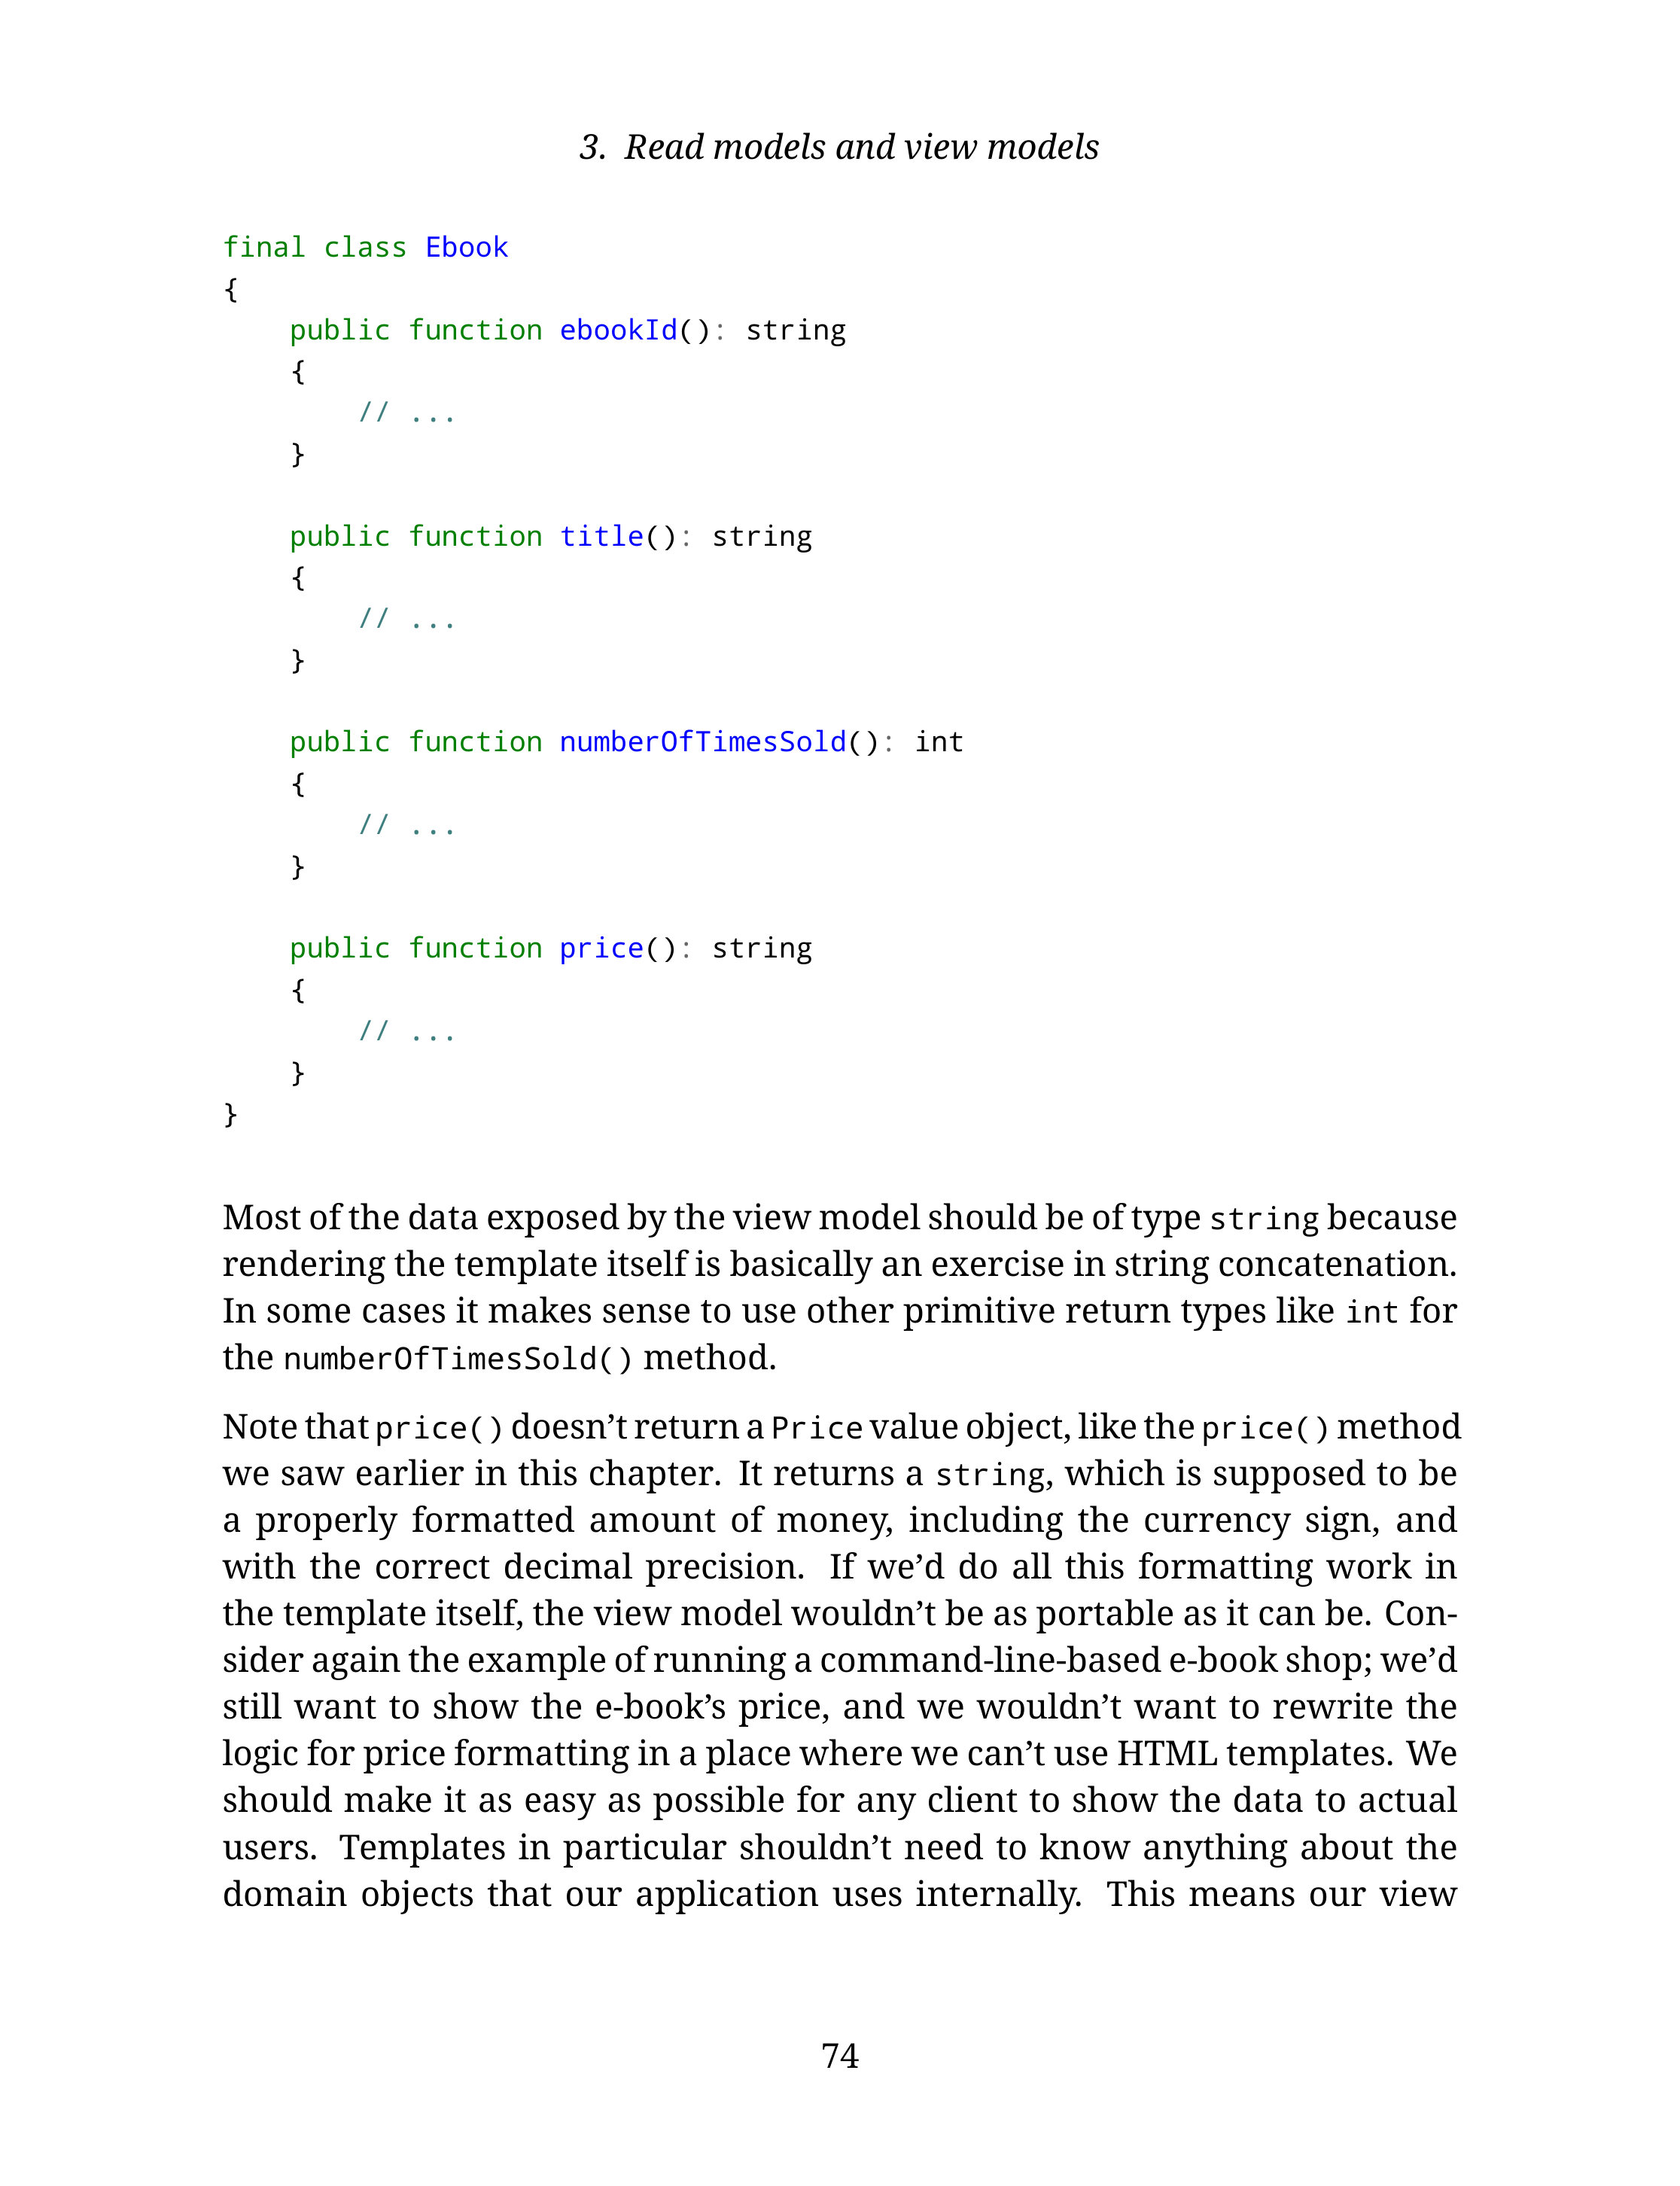 3. Read models and view models
final class Ebook
{
    public function ebookId(): string
    {
        // ...
    }
    public function title(): string
    {
        // ...
    }
    public function numberOfTimesSold(): int
    {
        // ...
    }
    public function price(): string
    {
        // ...
    }
}
Most of the data exposed by the view model should be of type string because
rendering the template itself is basically an exercise in string concatenation.
In some cases it makes sense to use other primitive return types like int for
the numberOfTimesSold() method.
Note that price() doesn’t return a Price value object, like the price() method
we saw earlier in this chapter. It returns a string, which is supposed to be
a properly formatted amount of money, including the currency sign, and
with the correct decimal precision. If we’d do all this formatting work in
the template itself, the view model wouldn’t be as portable as it can be. Con-
sider again the example of running a command-line-based e-book shop; we’d
still want to show the e-book’s price, and we wouldn’t want to rewrite the
logic for price formatting in a place where we can’t use HTML templates. We
should make it as easy as possible for any client to show the data to actual
users. Templates in particular shouldn’t need to know anything about the
domain objects that our application uses internally. This means our view
74